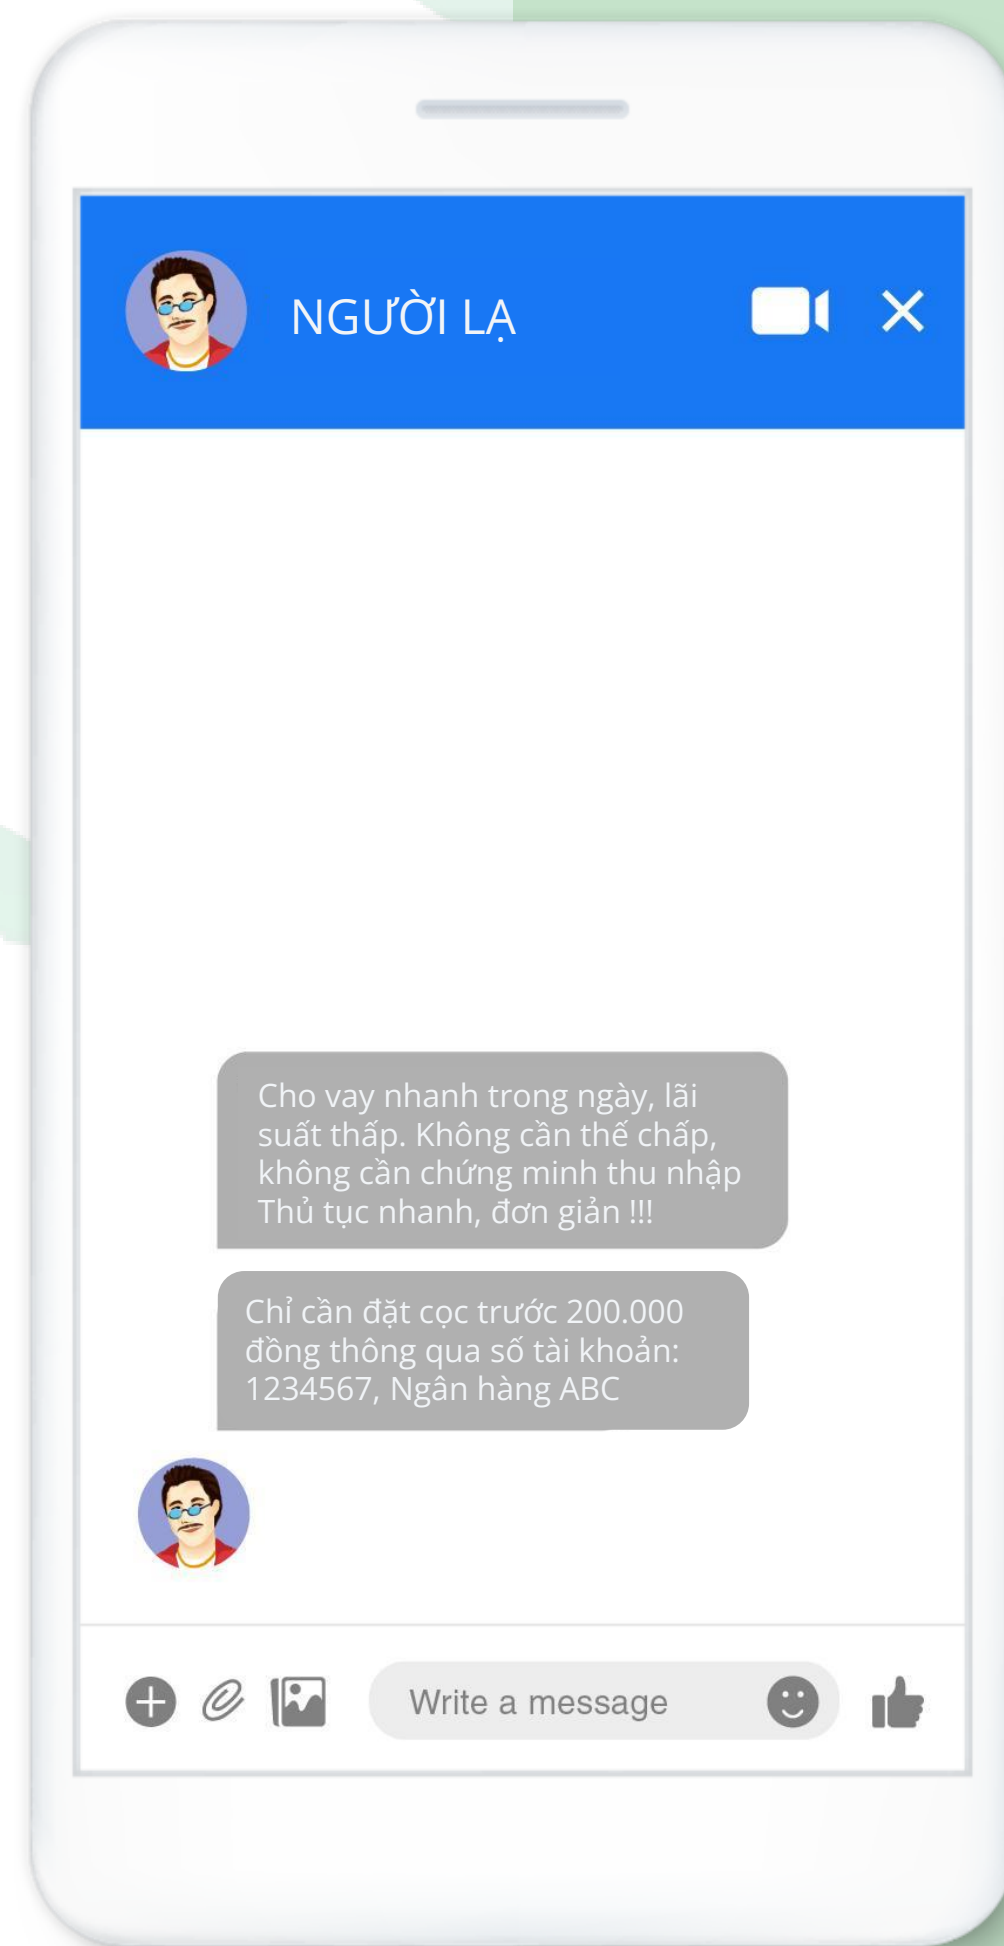 NGƯỜI LẠ
Cho vay nhanh trong ngày, lãi
suất thấp. Không cần thế chấp,
không cần chứng minh thu nhập
Thủ tục nhanh, đơn giản !!!
Chỉ cần đặt cọc trước 200.000
đồng thông qua số tài khoản:
1234567, Ngân hàng ABC
Write a message